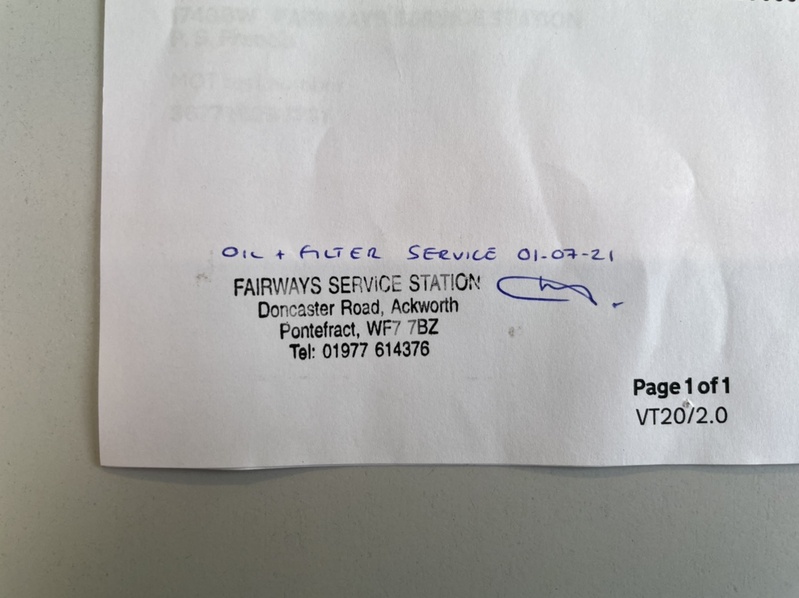 OIL + FILTER SERVICE 01-07-21
FAIRWAYS SERVICE STATION
Doncaster Road, Ackworth
Pontefract, WF7 7BZ
Tel: 01977 614376
Page 1 of 1
VT20/2.0